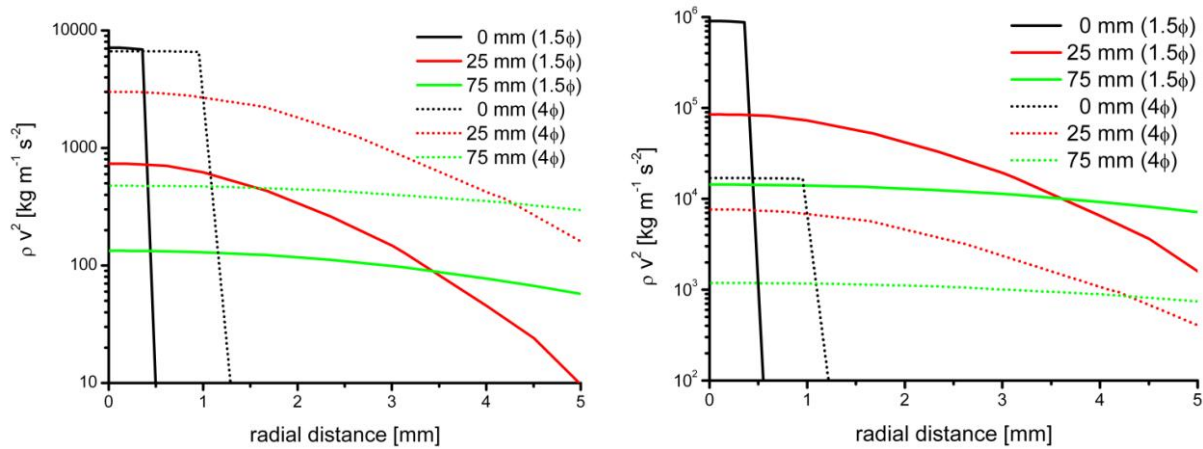 10000
1000
100
10
ρ v² [kg m⁻¹ s⁻²]
0 mm (1.5ϕ)
25 mm (1.5ϕ)
75 mm (1.5ϕ)
0 mm (4ϕ)
25 mm (4ϕ)
75 mm (4ϕ)
0 1 2 3 4 5
radial distance [mm]
10⁶
10⁵
10⁴
10³
10²
ρ v² [kg m⁻¹ s⁻²]
0 mm (1.5ϕ)
25 mm (1.5ϕ)
75 mm (1.5ϕ)
0 mm (4ϕ)
25 mm (4ϕ)
75 mm (4ϕ)
0 1 2 3 4 5
radial distance [mm]